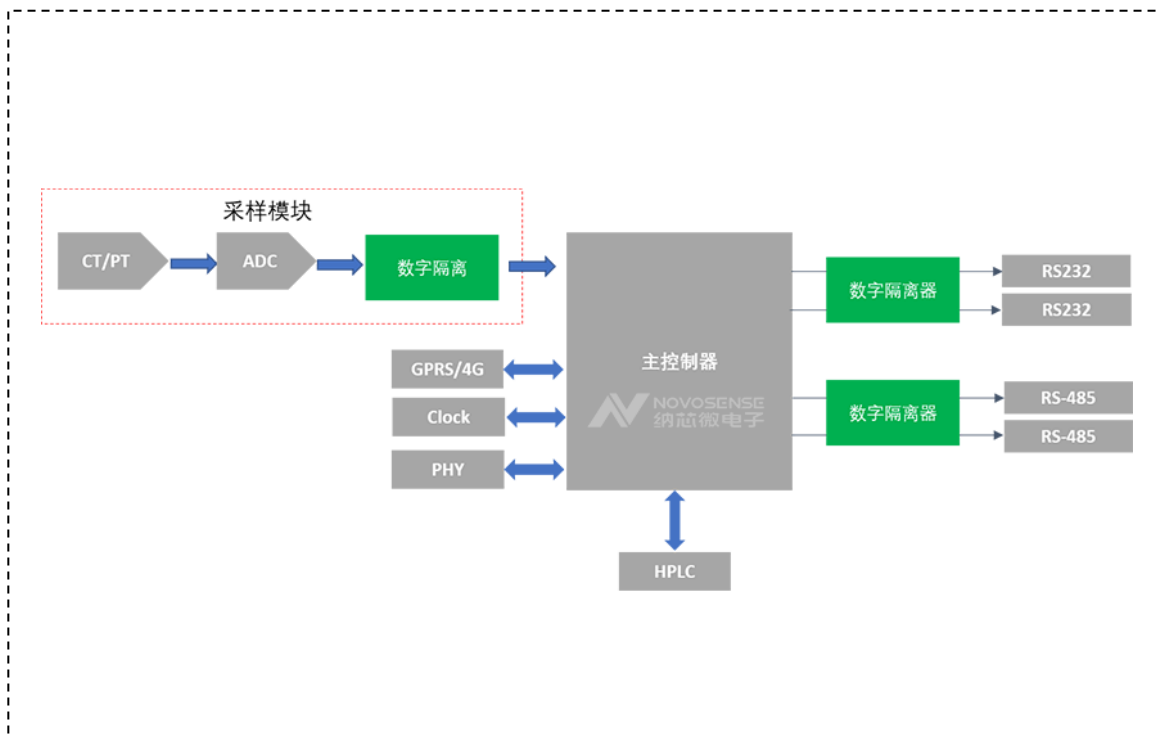 采样模块
CT/PT
ADC
数字隔离
主控制器
NOVOSENSE
纳芯微电子
GPRS/4G
Clock
PHY
HPLC
数字隔离器
RS232
RS232
数字隔离器
RS-485
RS-485